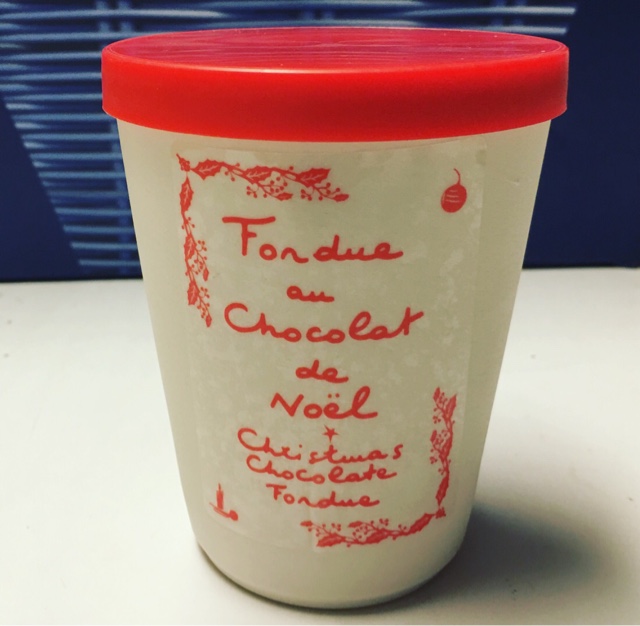 Fondue
au
Chocolat
de
Noël
Christmas
Chocolate
Fondue